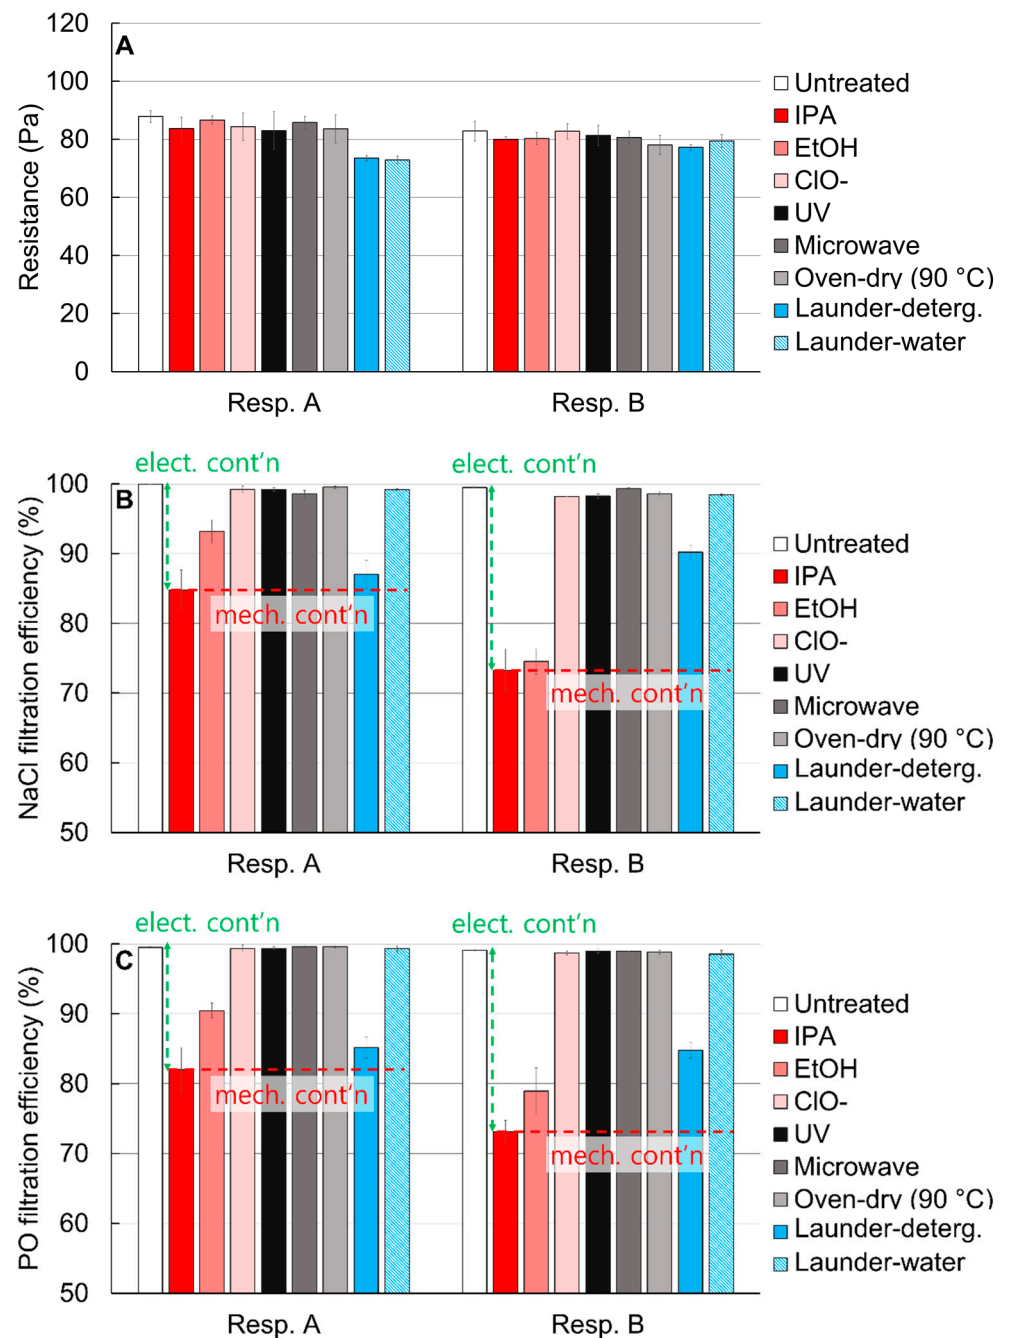 A
Resistance (Pa)
120
100
80
60
40
20
0
Resp. A
Resp. B
Untreated
IPA
EtOH
ClO-
UV
Microwave
Oven-dry (90 °C)
Launder-deterg.
Launder-water
B
NaCl filtration efficiency (%)
100
90
80
70
60
50
elect. cont'n
elect. cont'n
mech. cont'n
mech. cont'n
Resp. A
Resp. B
Untreated
IPA
EtOH
ClO-
UV
Microwave
Oven-dry (90 °C)
Launder-deterg.
Launder-water
C
PO filtration efficiency (%)
100
90
80
70
60
50
elect. cont'n
elect. cont'n
mech. cont'n
mech. cont'n
Resp. A
Resp. B
Untreated
IPA
EtOH
ClO-
UV
Microwave
Oven-dry (90 °C)
Launder-deterg.
Launder-water